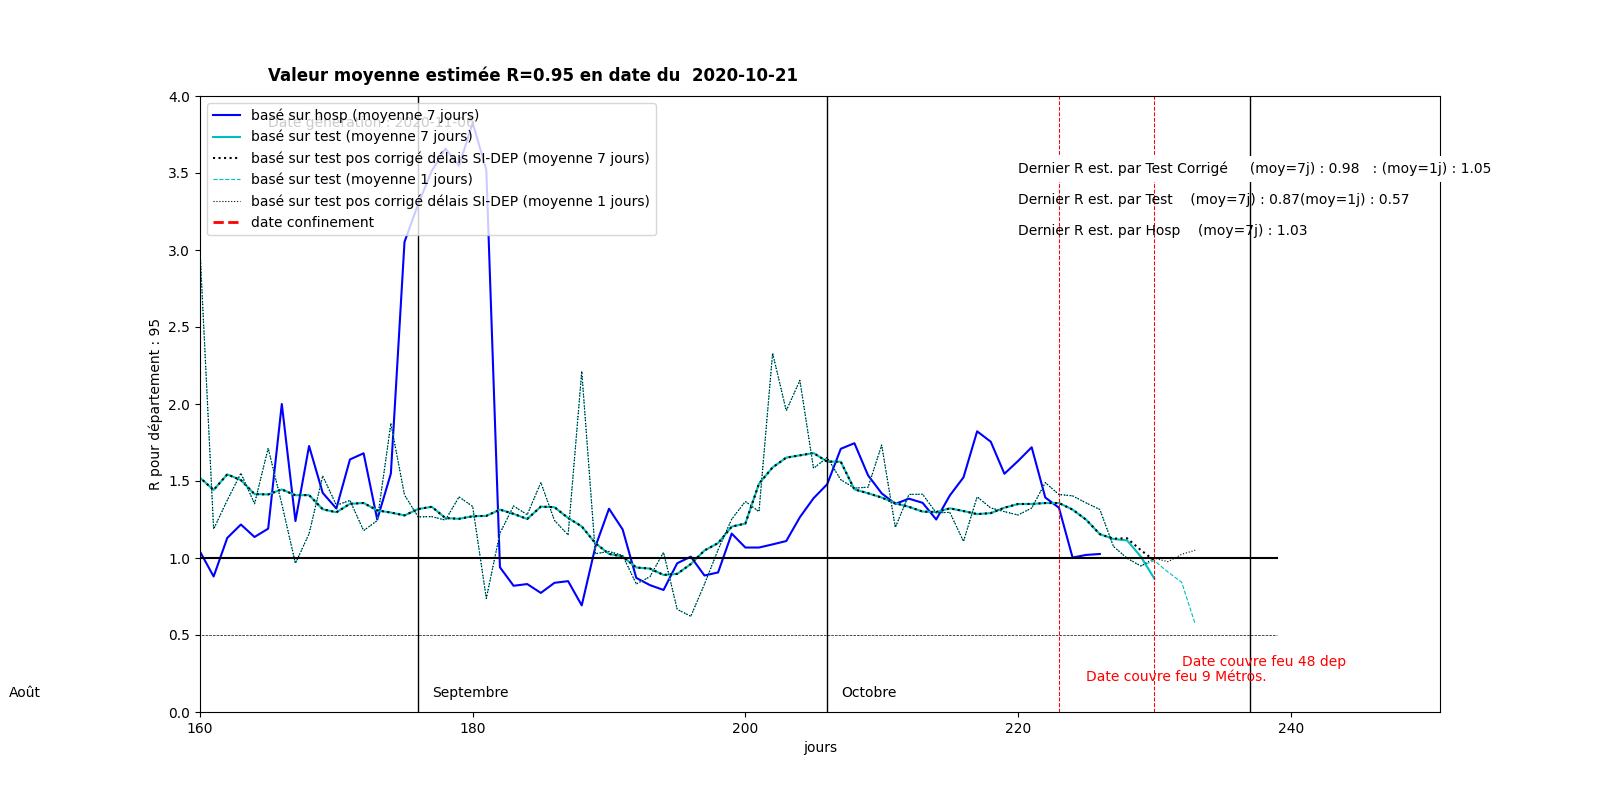 Valeur moyenne estimée R=0.95 en date du  2020-10-21
basé sur hosp (moyenne 7 jours)
basé sur test (moyenne 7 jours)
basé sur test pos corrigé délais SI-DEP (moyenne 7 jours)
basé sur test (moyenne 1 jours)
basé sur test pos corrigé délais SI-DEP (moyenne 1 jours)
date confinement
Dernier R est. par Test Corrigé     (moy=7j) : 0.98   : (moy=1j) : 1.05
Dernier R est. par Test    (moy=7j) : 0.87(moy=1j) : 0.57
Dernier R est. par Hosp    (moy=7j) : 1.03
4.0
3.5
3.0
2.5
2.0
1.5
1.0
0.5
0.0
R pour département : 95
Date couvre feu 48 dep
Date couvre feu 9 Métros.
Août
Septembre
Octobre
160
180
200
220
240
jours